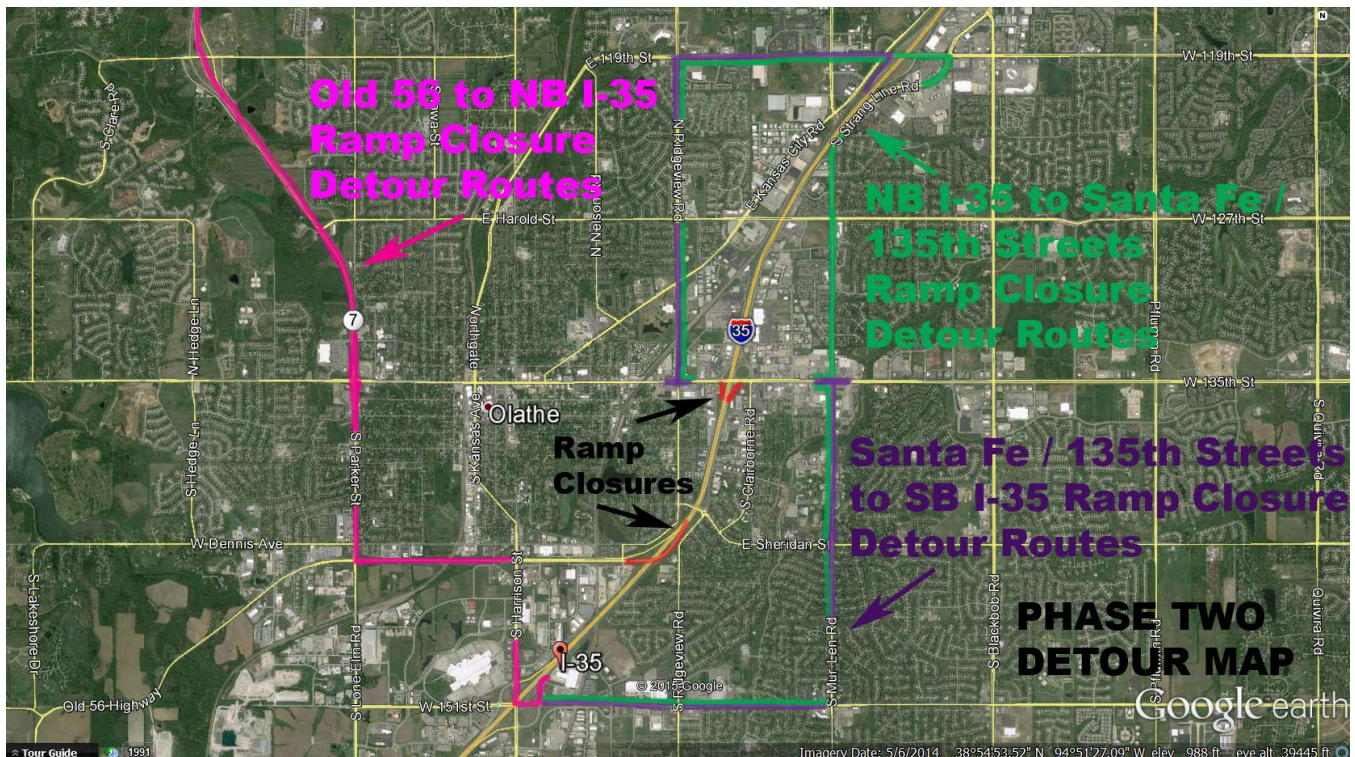 N
E 119th St
W 119th St
S Clare Rd
Old 56 to NB I-35
Ramp Closure
Detour Routes
S Strang Line Rd
E Kansas City Rd
N Ridgeview Rd
N Nelson
NB I-35 to Santa Fe /
135th Streets
Ramp Closure
Detour Routes
E Harold St
W 127th St
N Hedge Ln
7
Northgate
35
Pflumm Rd
W 135th St
Olathe
S Kansas Ave
S Hedge Ln
S Parker St
Ramp
Closures
S Clairborne Rd
S Quivira Rd
Santa Fe / 135th Streets
to SB I-35 Ramp Closure
Detour Routes
W Dennis Ave
E Sheridan St
S Harrison St
S Lakeshore Dr
S Lone Elm Rd
S Ridgeview Rd
S Mur-Len Rd
S Blackbob Rd
Quivira Rd
PHASE TWO
DETOUR MAP
I-35
© 2015 Google
Old 56 Highway
W 151st St
Google earth
Tour Guide
1991
Imagery Date: 5/6/2014 38°54'53.52" N 94°51'27.09" W elev 988 ft eye alt 39445 ft